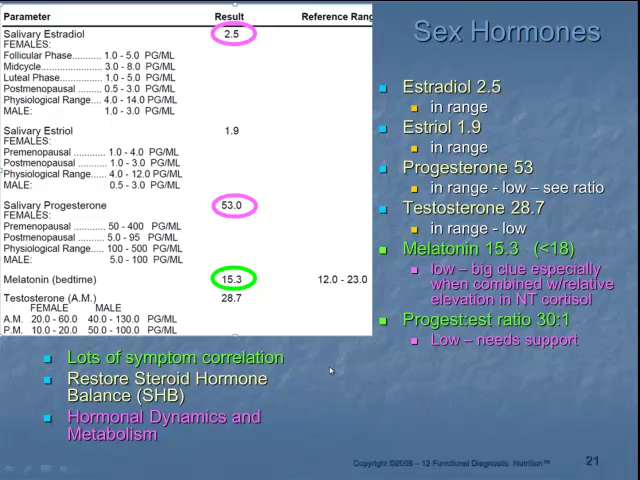 Parameter Result Reference Rang
Salivary Estradiol 2.5
FEMALES:
Follicular Phase........... 1.0 - 5.0 PG/ML
Midcycle....................... 3.0 - 8.0 PG/ML
Luteal Phase................ 1.0 - 5.0 PG/ML
Postmenopausal ......... 0.5 - 3.0 PG/ML
Physiological Range.... 4.0 - 14.0 PG/ML
MALE: 1.0 - 3.0 PG/ML
Salivary Estriol 1.9
FEMALES:
Premenopausal ........... 1.0 - 4.0 PG/ML
Postmenopausal .......... 1.0 - 3.0 PG/ML
Physiological Range..... 4.0 - 12.0 PG/ML
MALE: 0.5 - 3.0 PG/ML
Salivary Progesterone 53.0
FEMALES:
Premenopausal ........... 50 - 400 PG/ML
Postmenopausal .......... 5.0 - 95 PG/ML
Physiological Range..... 100 - 500 PG/ML
MALE: 5.0 - 100 PG/ML
Melatonin (bedtime) 15.3 12.0 - 23.0
Testosterone (A.M.) 28.7
FEMALE MALE
A.M. 20.0 - 60.0 40.0 - 130.0 PG/ML
P.M. 10.0 - 20.0 50.0 - 100.0 PG/ML
Sex Hormones
Estradiol 2.5
in range
Estriol 1.9
in range
Progesterone 53
in range - low – see ratio
Testosterone 28.7
in range - low
Melatonin 15.3 (<18)
low – big clue especially
when combined w/relative
elevation in NT cortisol
Progest:est ratio 30:1
Low – needs support
Lots of symptom correlation
Restore Steroid Hormone
Balance (SHB)
Hormonal Dynamics and
Metabolism
Copyright ©2008 – 12 Functional Diagnostic Nutrition™ 21